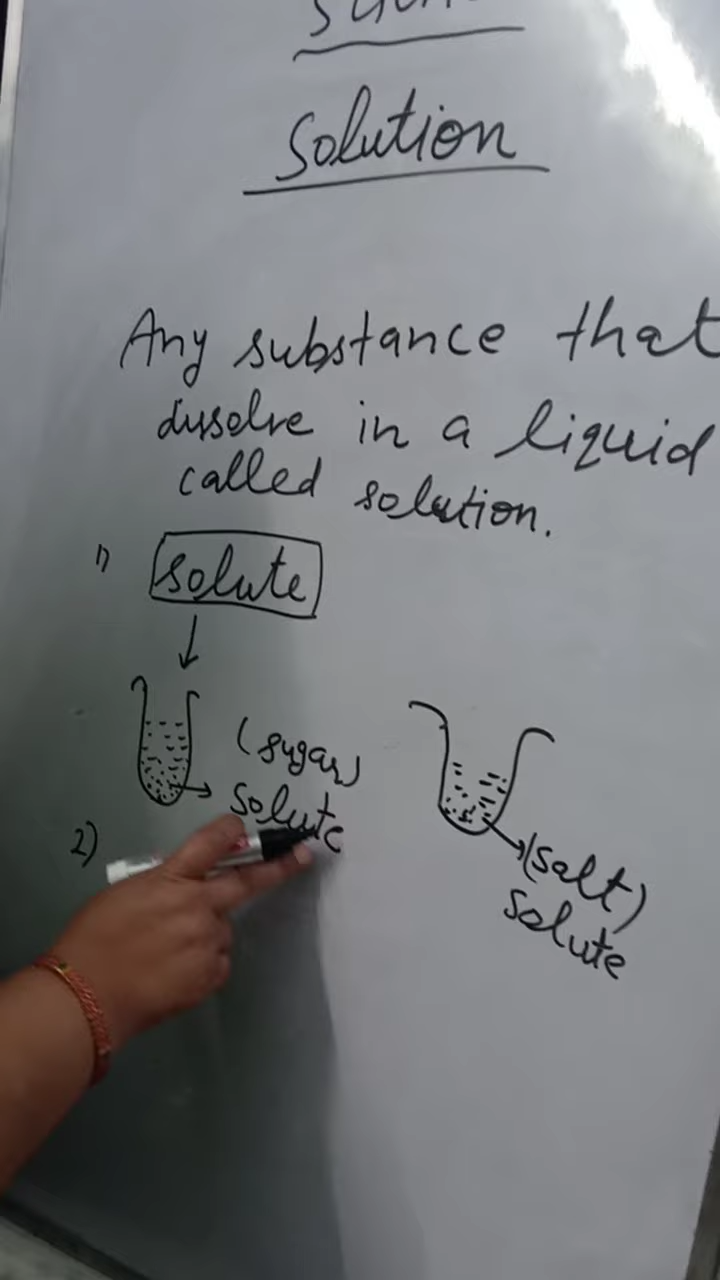 Solution
Any substance that
dissolve in a liquid
called solution.
1) solute
(sugar)
solute
(salt)
solute
2)